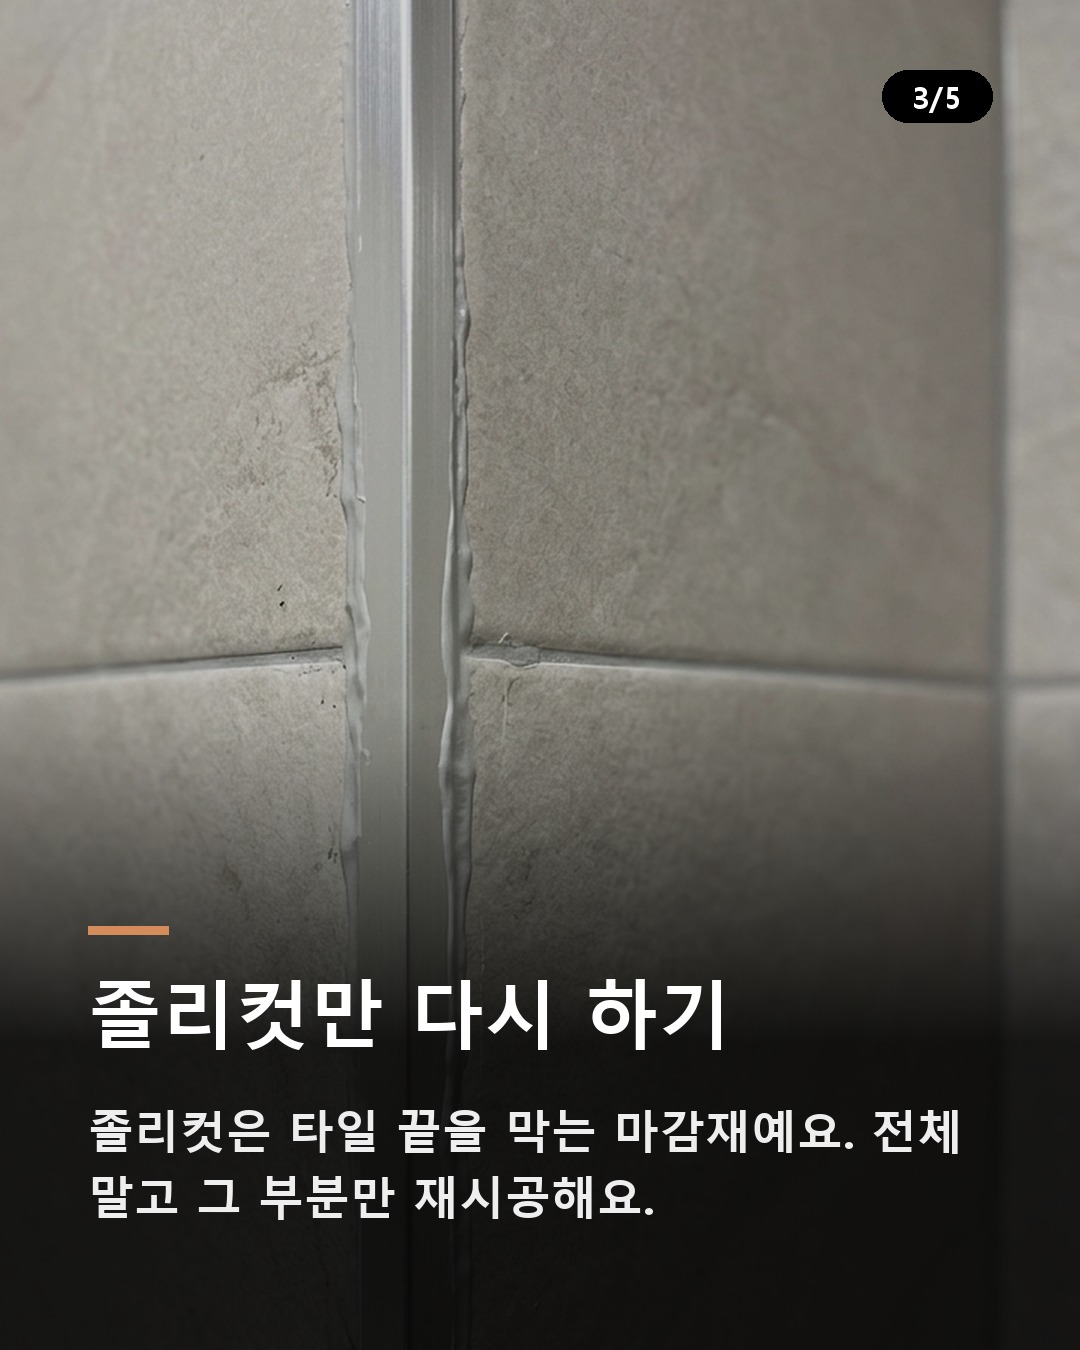 3/5
졸리컷만 다시 하기
졸리컷은 타일 끝을 막는 마감재예요. 전체
말고 그 부분만 재시공해요.